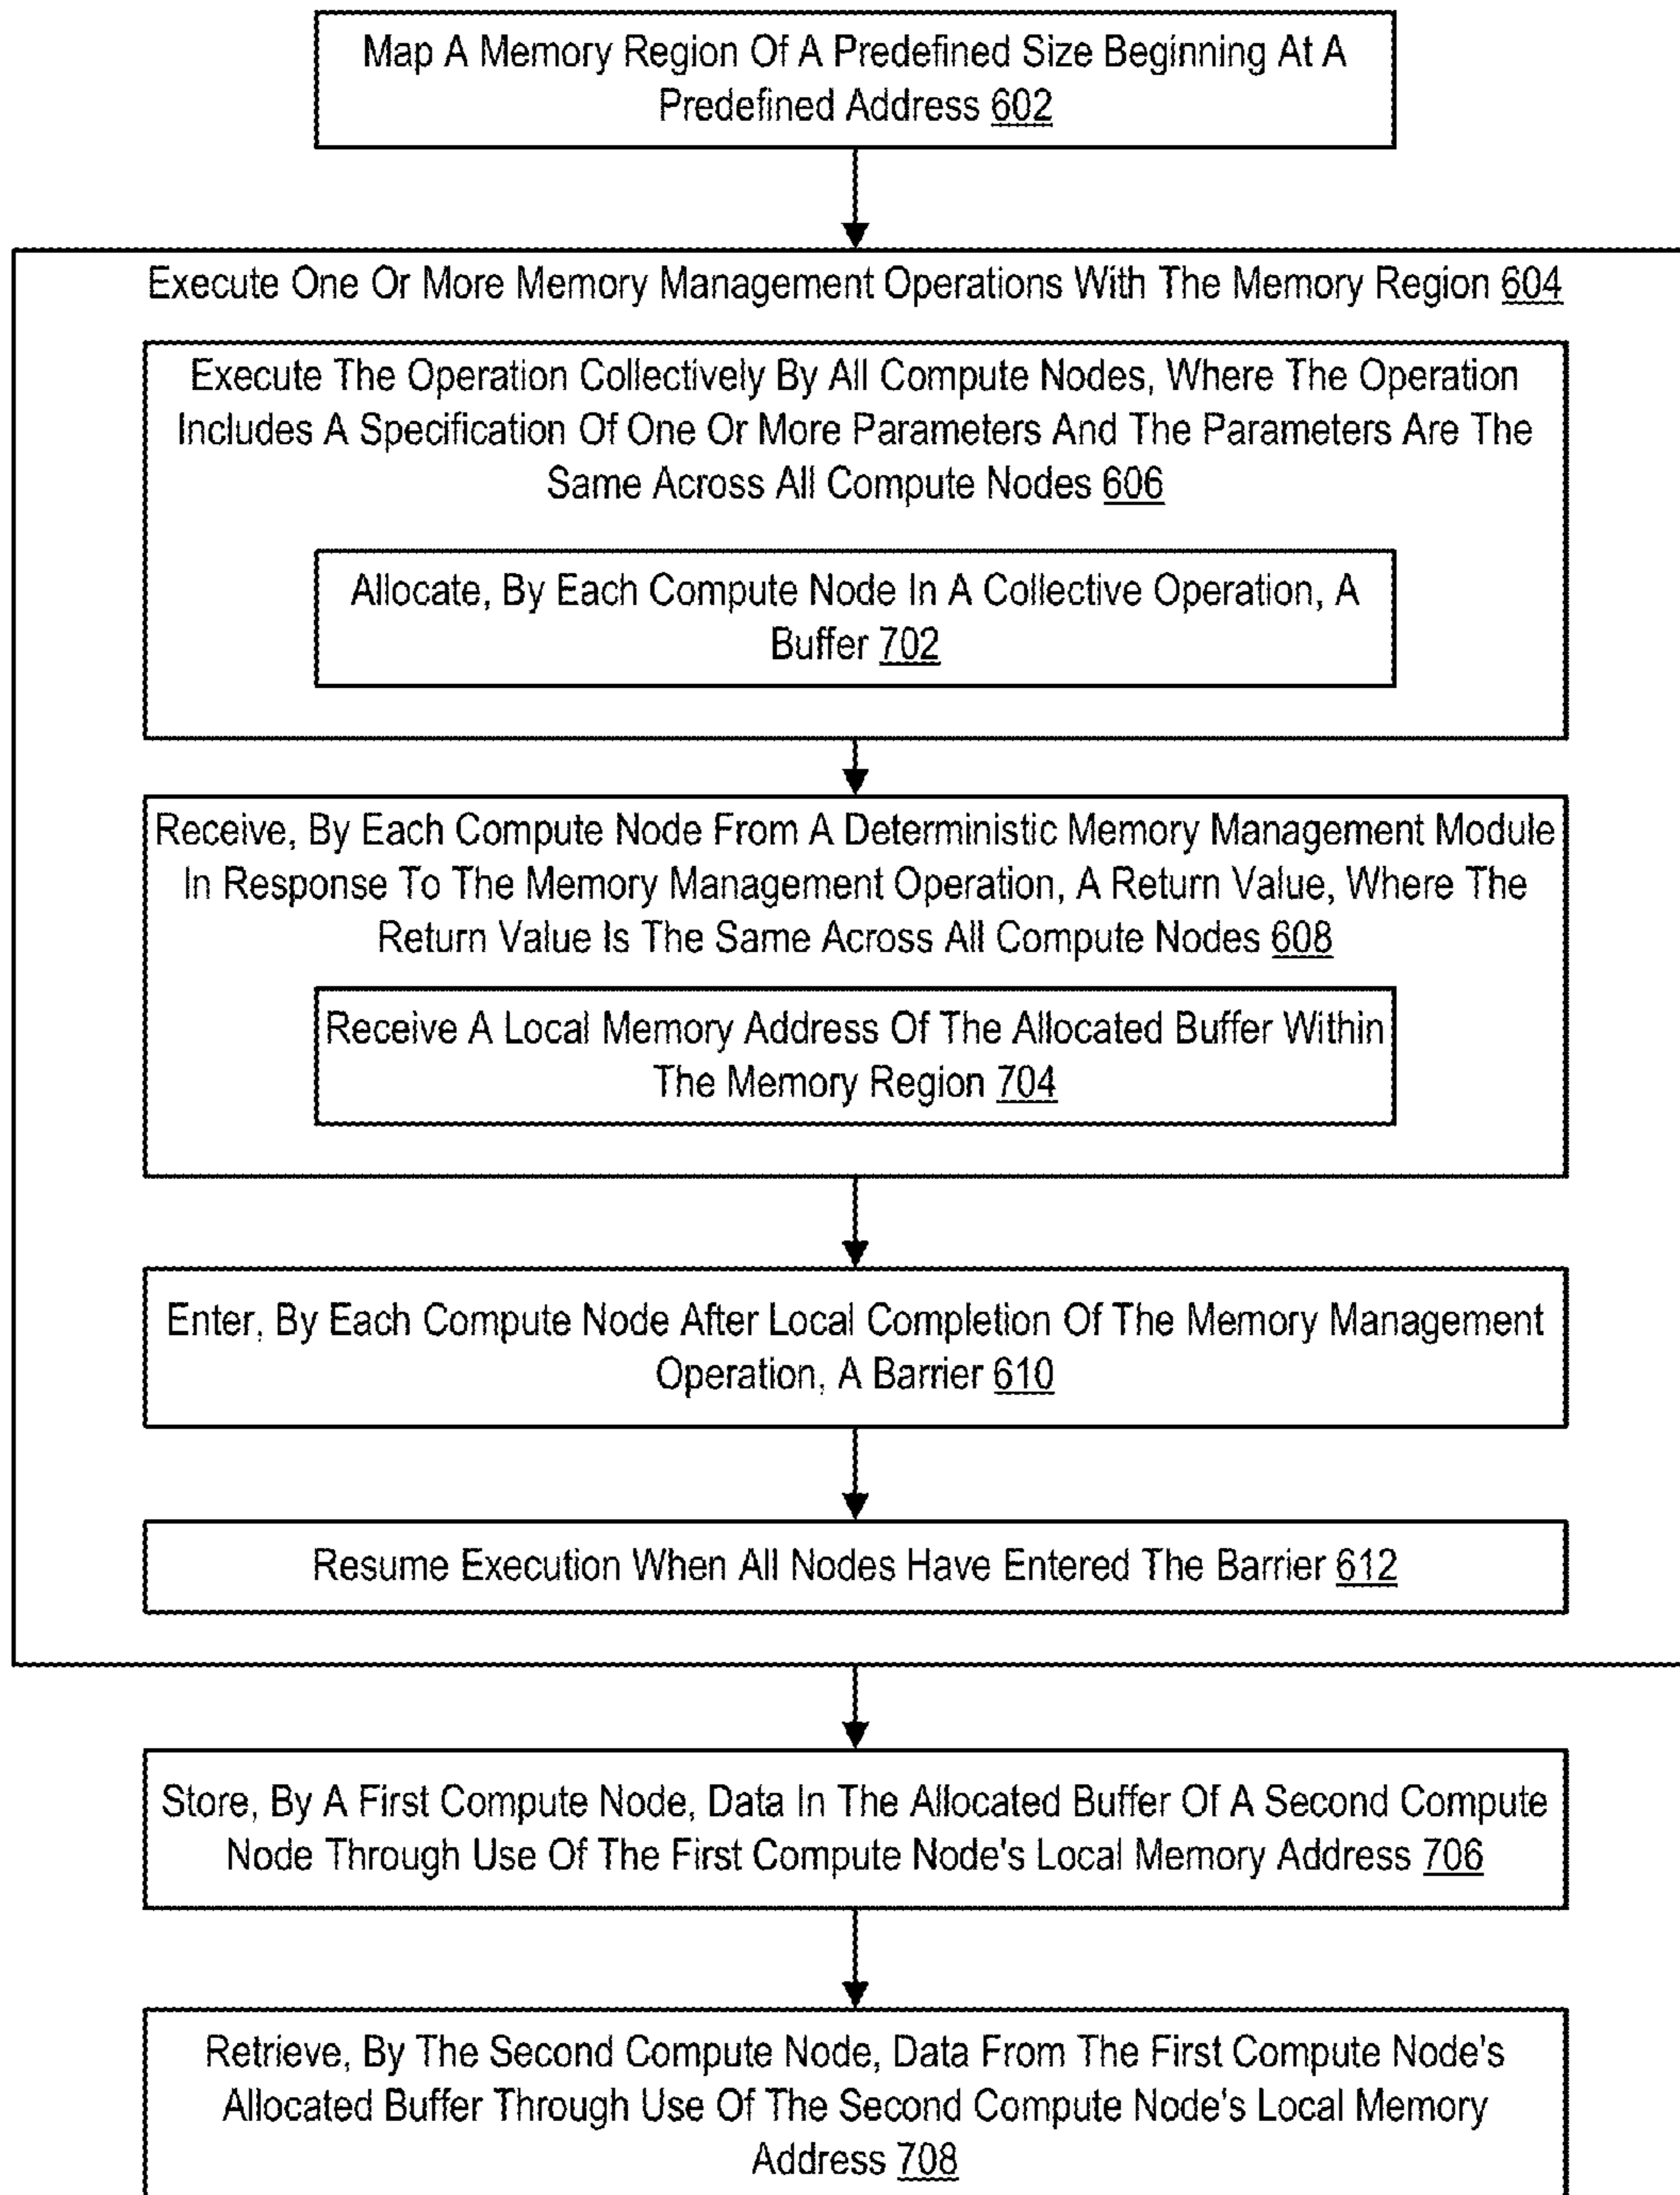 Map A Memory Region Of A Predefined Size Beginning At A
Predefined Address 602
Execute One Or More Memory Management Operations With The Memory Region 604
Execute The Operation Collectively By All Compute Nodes, Where The Operation
Includes A Specification Of One Or More Parameters And The Parameters Are The
Same Across All Compute Nodes 606
Allocate, By Each Compute Node In A Collective Operation, A
Buffer 702
Receive, By Each Compute Node From A Deterministic Memory Management Module
In Response To The Memory Management Operation, A Return Value, Where The
Return Value Is The Same Across All Compute Nodes 608
Receive A Local Memory Address Of The Allocated Buffer Within
The Memory Region 704
Enter, By Each Compute Node After Local Completion Of The Memory Management
Operation, A Barrier 610
Resume Execution When All Nodes Have Entered The Barrier 612
Store, By A First Compute Node, Data In The Allocated Buffer Of A Second Compute
Node Through Use Of The First Compute Node's Local Memory Address 706
Retrieve, By The Second Compute Node, Data From The First Compute Node's
Allocated Buffer Through Use Of The Second Compute Node's Local Memory
Address 708